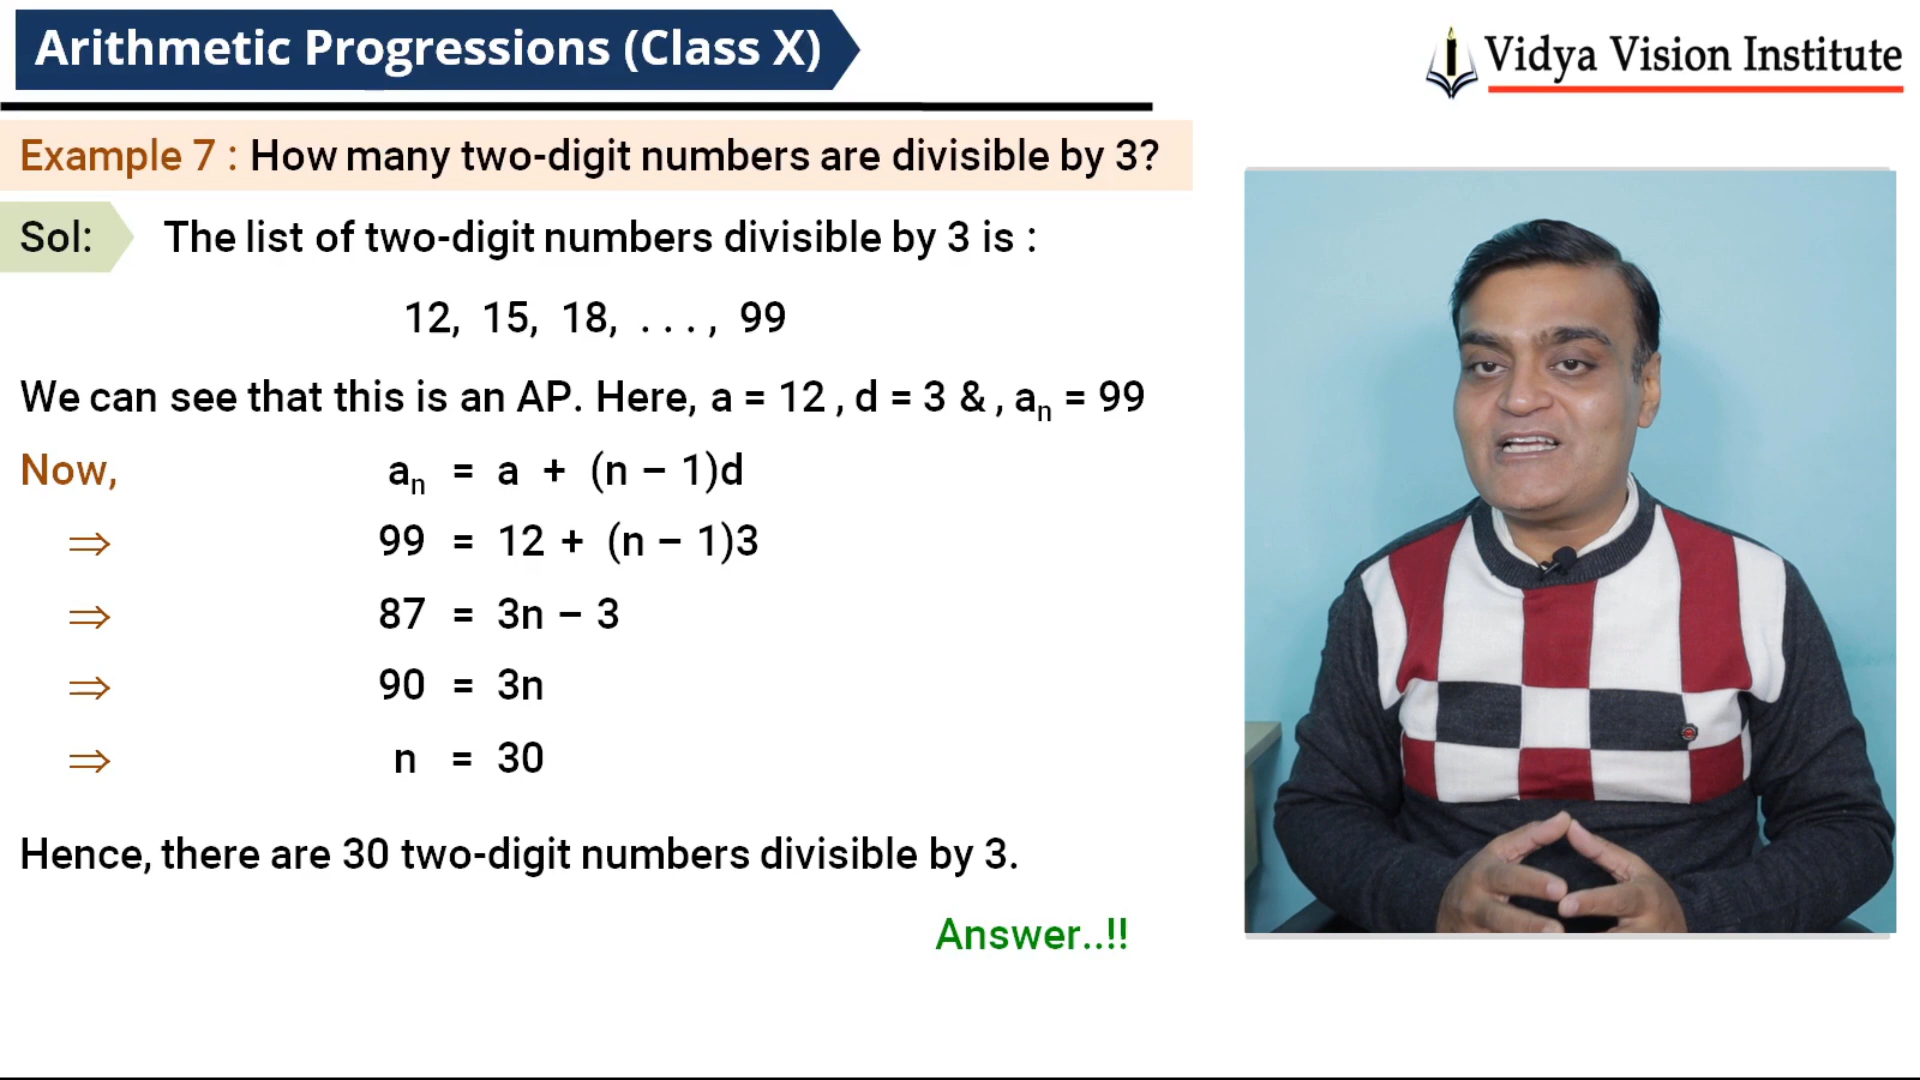 Arithmetic Progressions (Class X)
Vidya Vision Institute
Example 7 : How many two-digit numbers are divisible by 3?
Sol: The list of two-digit numbers divisible by 3 is :
12, 15, 18, . . . , 99
We can see that this is an AP. Here, a = 12 , d = 3 & , aₙ = 99
Now, aₙ = a + (n – 1)d
⇒ 99 = 12 + (n – 1)3
⇒ 87 = 3n – 3
⇒ 90 = 3n
⇒ n = 30
Hence, there are 30 two-digit numbers divisible by 3.
Answer..!!